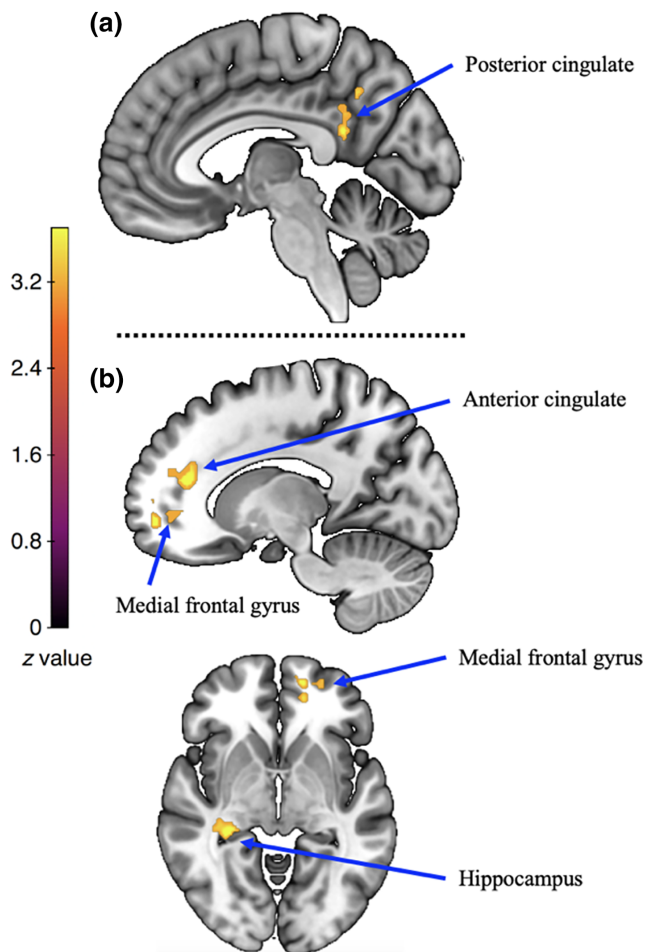 (a)
Posterior cingulate
3.2
2.4
1.6
0.8
0
z value
(b)
Anterior cingulate
Medial frontal gyrus
Medial frontal gyrus
Hippocampus